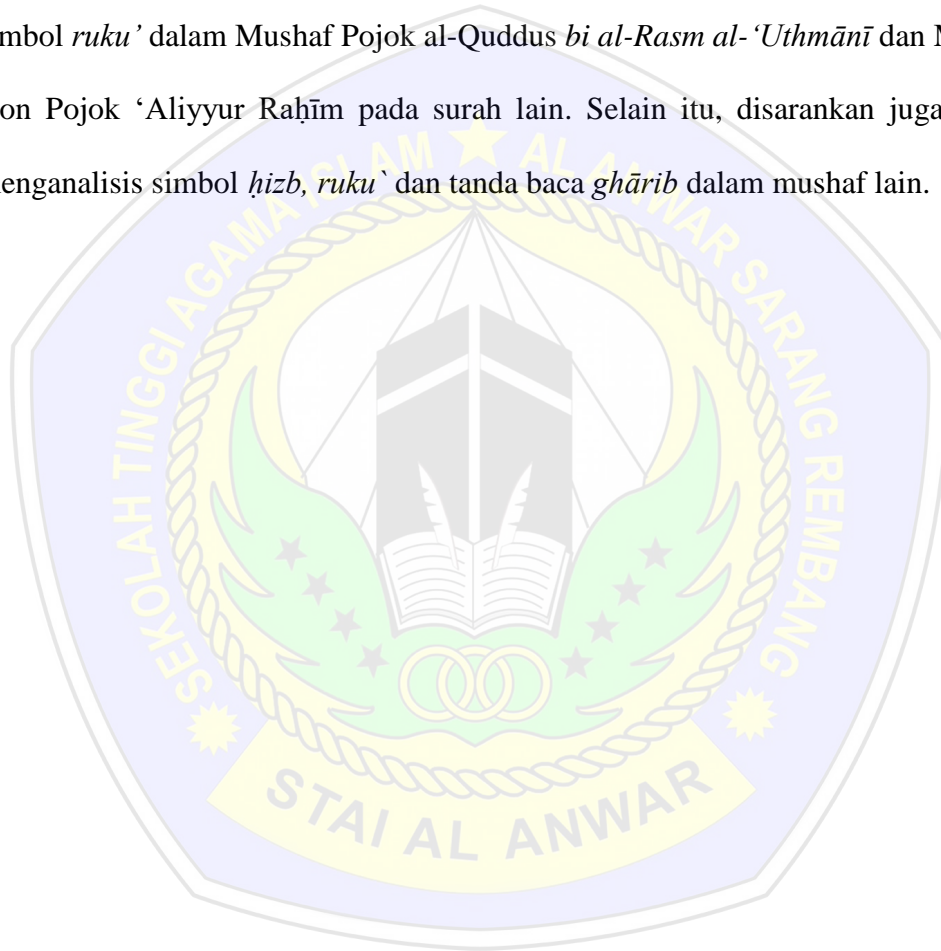 mbol ruku’ dalam Mushaf Pojok al-Quddus bi al-Rasm al-‘Uthmānī dan M
on Pojok ‘Aliyyur Raḥīm pada surah lain. Selain itu, disarankan juga
enganalisis simbol ḥizb, ruku` dan tanda baca ghārib dalam mushaf lain.
SEKOLAH TINGGI AGAMA ISLAM ★ AL ANWAR SARANG REMBANG
STAI AL ANWAR